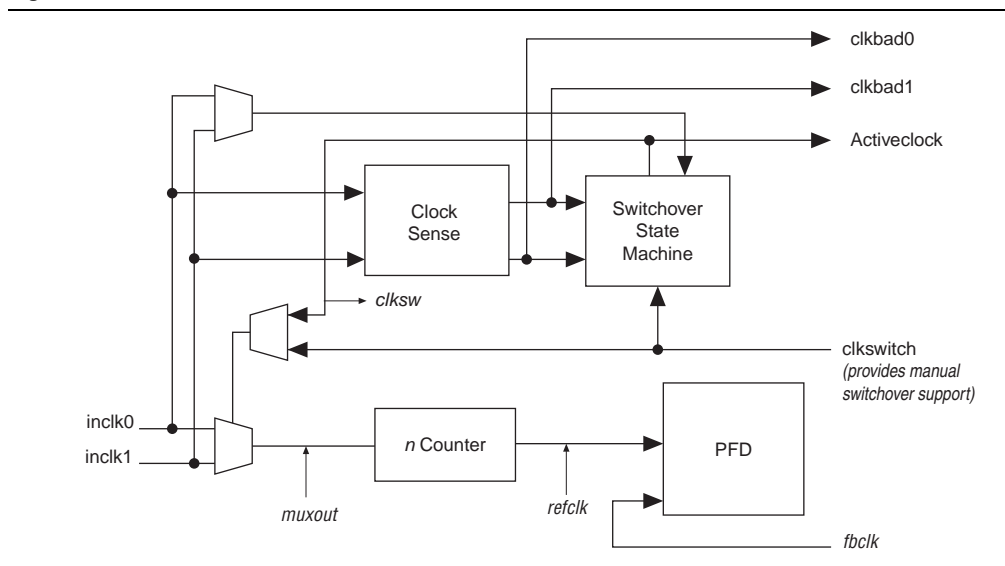 clkbad0
clkbad1
Activeclock
Clock
Sense
Switchover
State
Machine
clksw
clkswitch
(provides manual
switchover support)
inclk0
inclk1
n Counter
PFD
muxout
refclk
fbclk